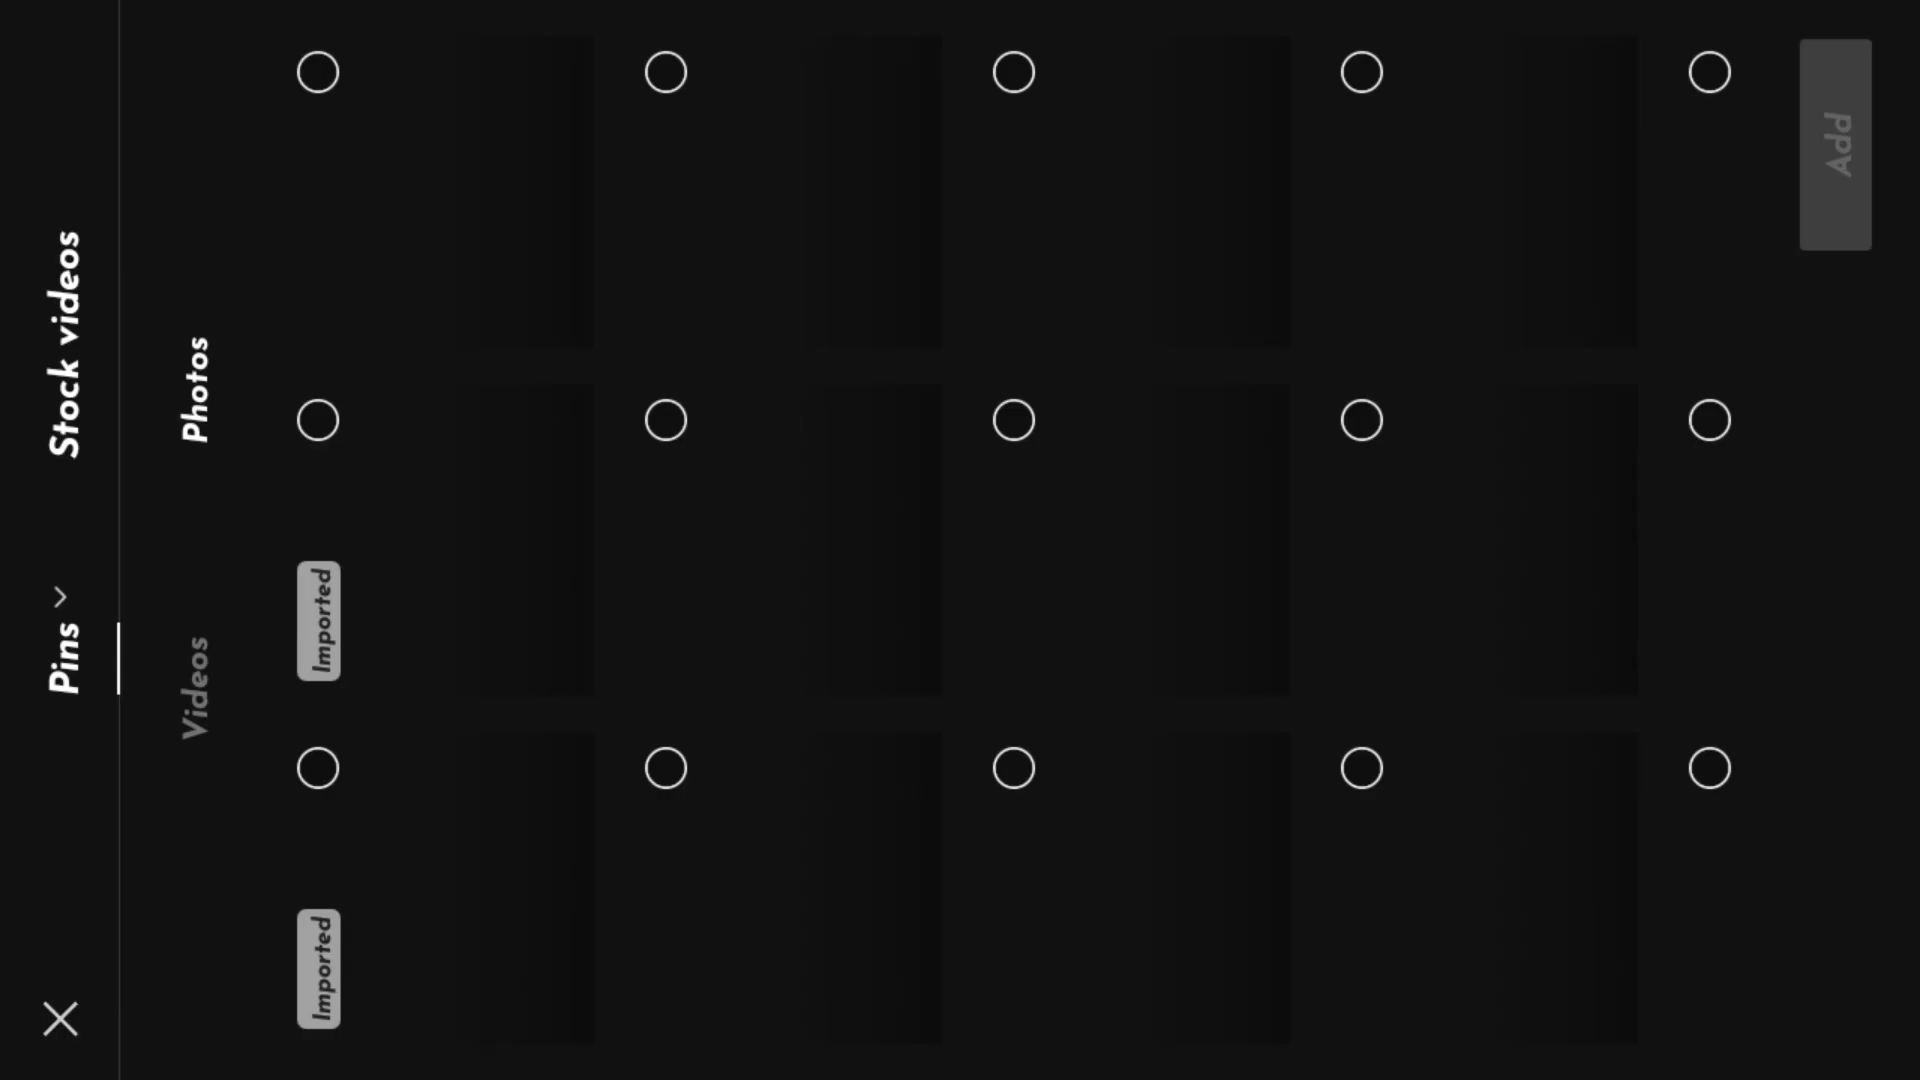 Pins
Stock videos
Videos
Photos
Imported
Imported
Add